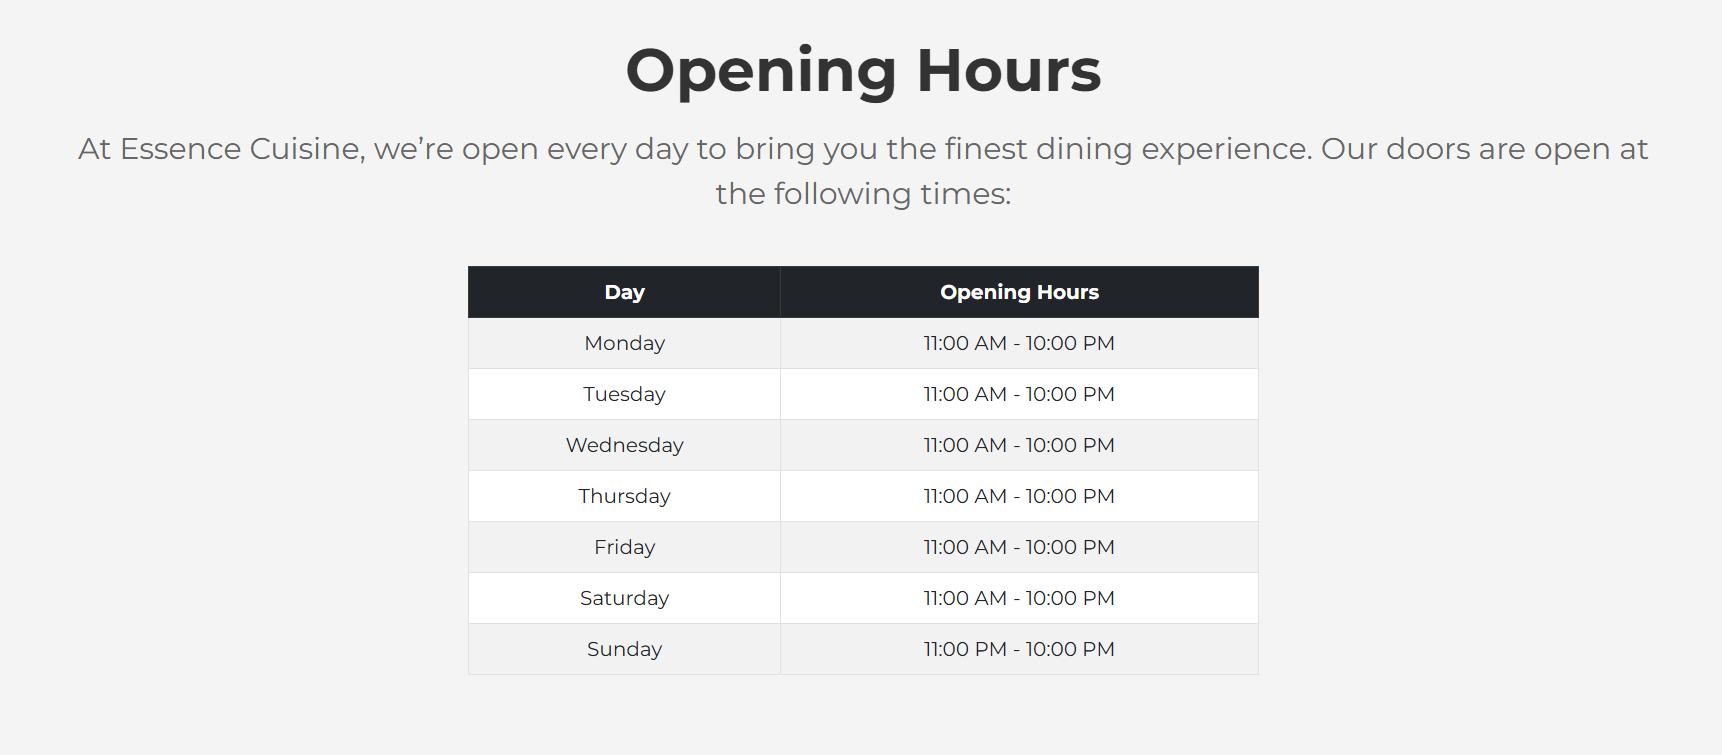 Opening Hours
At Essence Cuisine, we’re open every day to bring you the finest dining experience. Our doors are open at
the following times:
Day Opening Hours
Monday 11:00 AM - 10:00 PM
Tuesday 11:00 AM - 10:00 PM
Wednesday 11:00 AM - 10:00 PM
Thursday 11:00 AM - 10:00 PM
Friday 11:00 AM - 10:00 PM
Saturday 11:00 AM - 10:00 PM
Sunday 11:00 PM - 10:00 PM